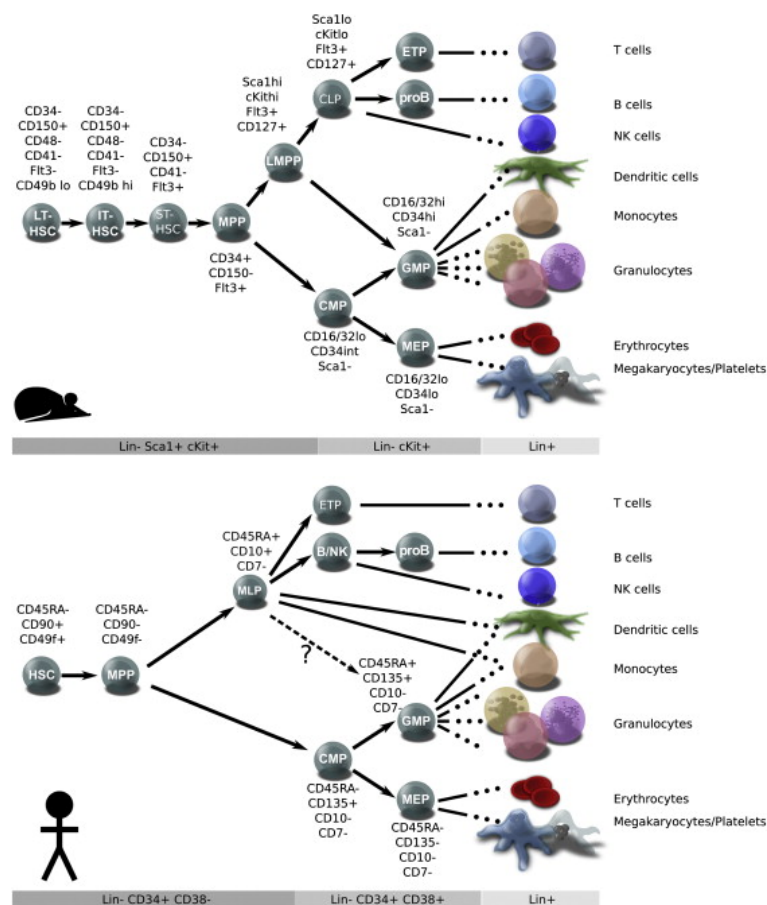 Sca1lo
cKitlo
Flt3+
CD127+
ETP
T cells
Sca1hi
cKithi
Flt3+
CD127+
CLP
proB
B cells
NK cells
CD34-
CD150+
CD48-
CD41-
Flt3-
CD49b lo
CD34-
CD150+
CD48-
CD41-
Flt3-
CD49b hi
CD34-
CD150+
CD41-
Flt3+
LMPP
Dendritic cells
LT-
HSC
IT-
HSC
ST-
HSC
MPP
CD34+
CD150-
Flt3+
CD16/32hi
CD34hi
Sca1-
GMP
Monocytes
Granulocytes
CMP
CD16/32lo
CD34int
Sca1-
MEP
CD16/32lo
CD34lo
Sca1-
Erythrocytes
Megakaryocytes/Platelets
Lin- Sca1+ cKit+
Lin- cKit+
Lin+
ETP
T cells
CD45RA+
CD10+
CD7-
MLP
B/NK
proB
B cells
NK cells
CD45RA-
CD90+
CD49f+
HSC
CD45RA-
CD90-
CD49f-
MPP
?
Dendritic cells
CD45RA+
CD135+
CD10-
CD7-
GMP
Monocytes
Granulocytes
CMP
CD45RA-
CD135+
CD10-
CD7-
MEP
CD45RA-
CD135-
CD10-
CD7-
Erythrocytes
Megakaryocytes/Platelets
Lin- CD34+ CD38-
Lin- CD34+ CD38+
Lin+